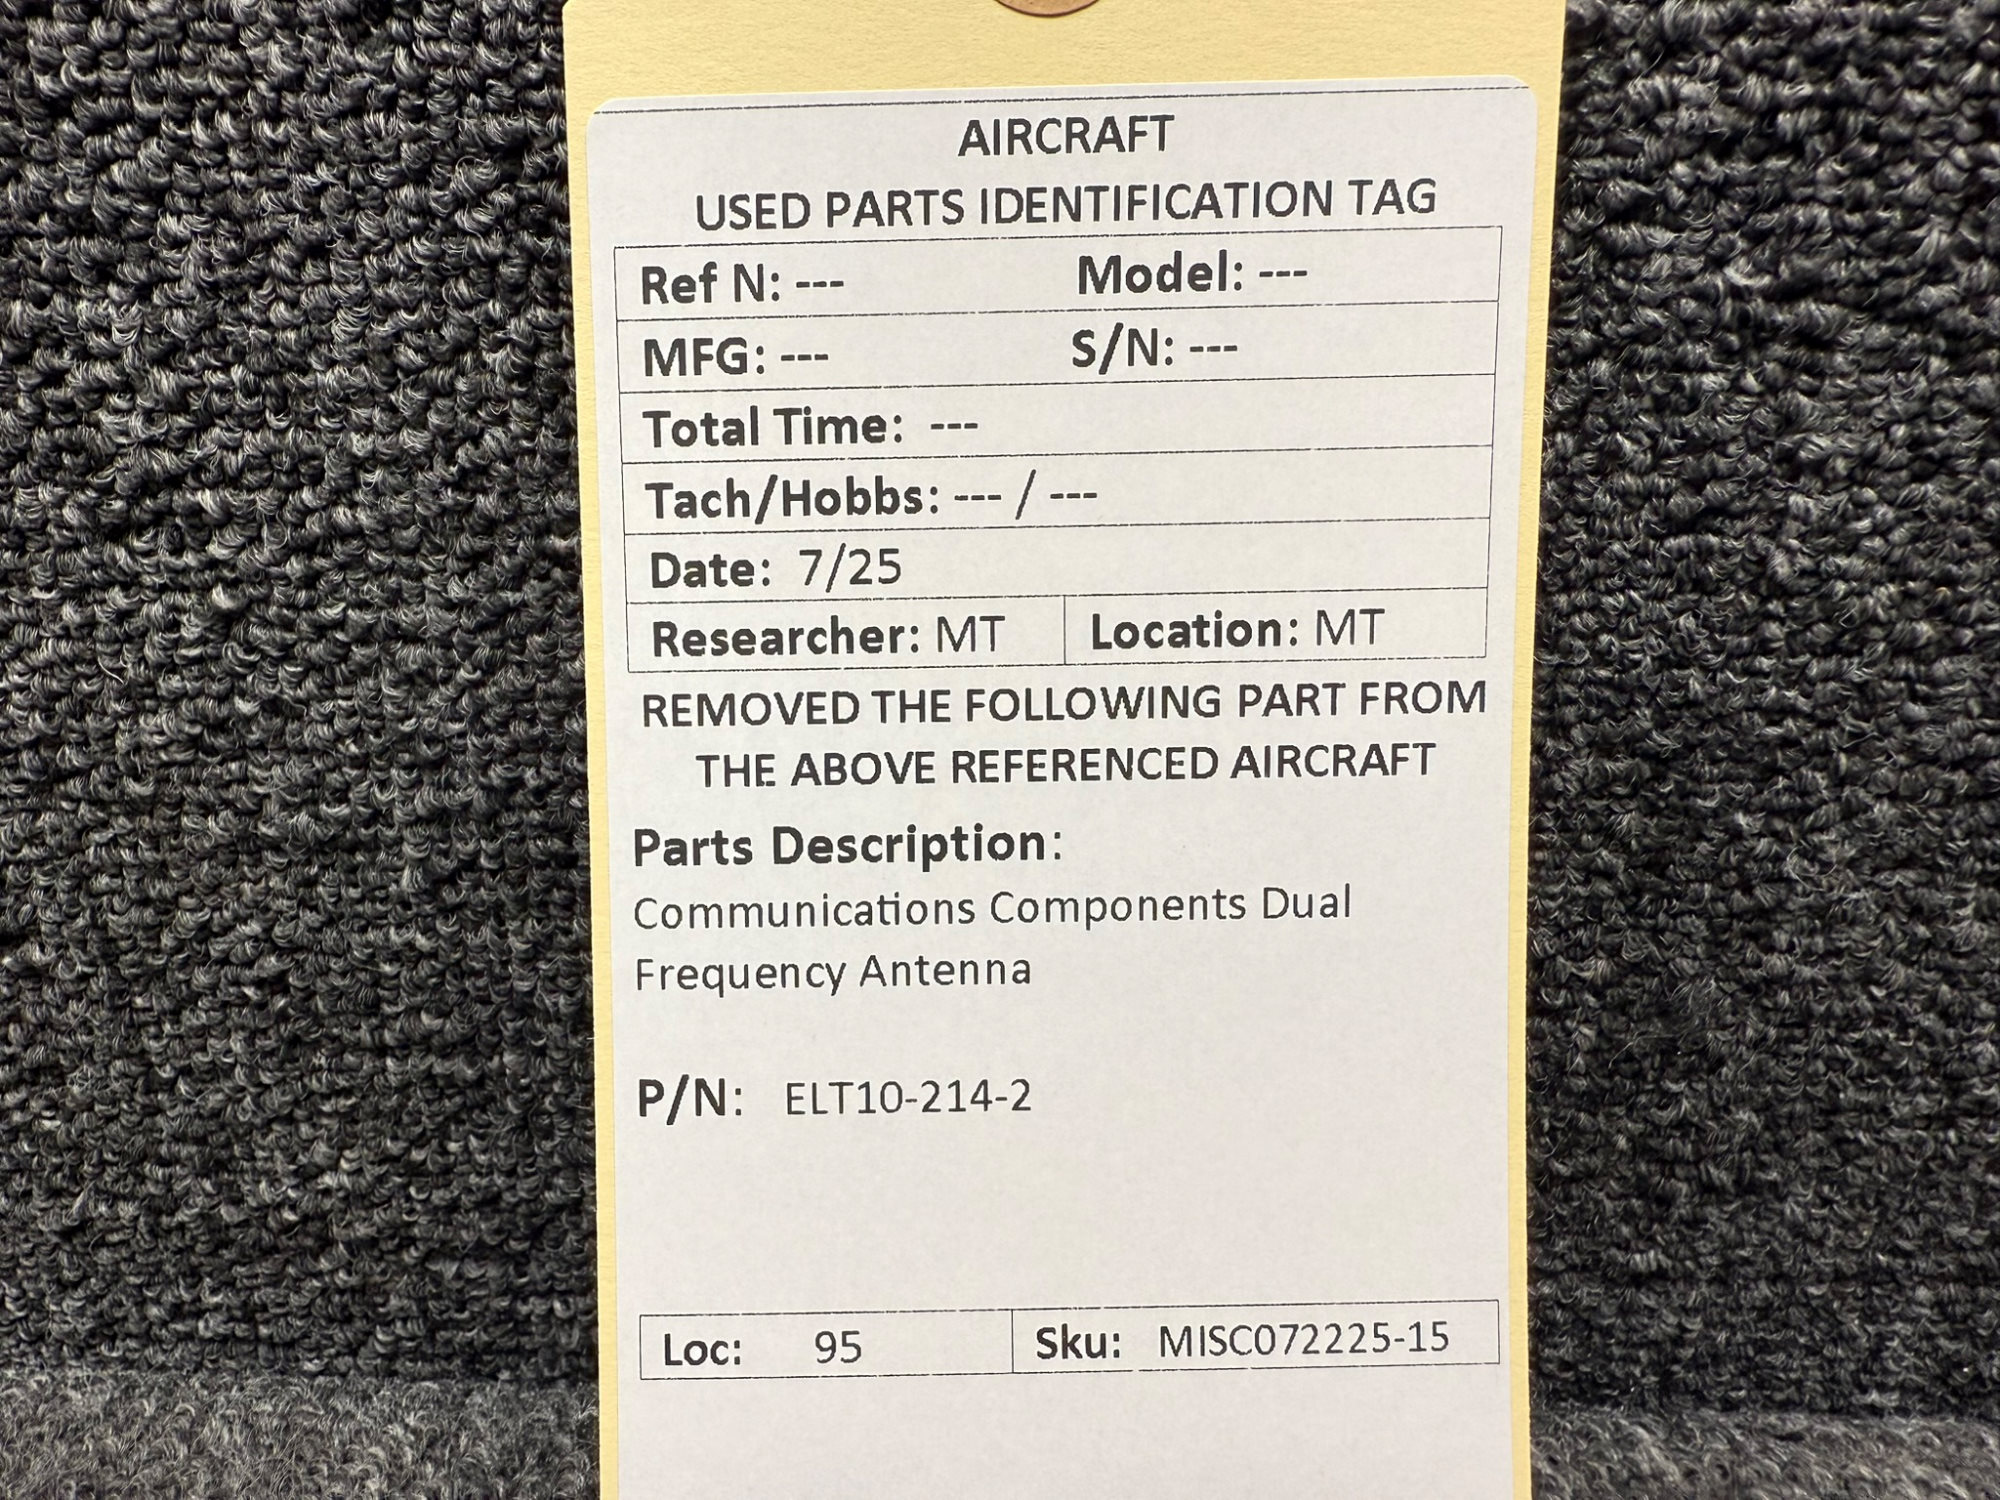 AIRCRAFT
USED PARTS IDENTIFICATION TAG
Ref N: --- Model: ---
MFG: --- S/N: ---
Total Time: ---
Tach/Hobbs: --- / ---
Date: 7/25
Researcher: MT Location: MT
REMOVED THE FOLLOWING PART FROM
THE ABOVE REFERENCED AIRCRAFT
Parts Description:
Communications Components Dual
Frequency Antenna
P/N: ELT10-214-2
Loc: 95 Sku: MISC072225-15